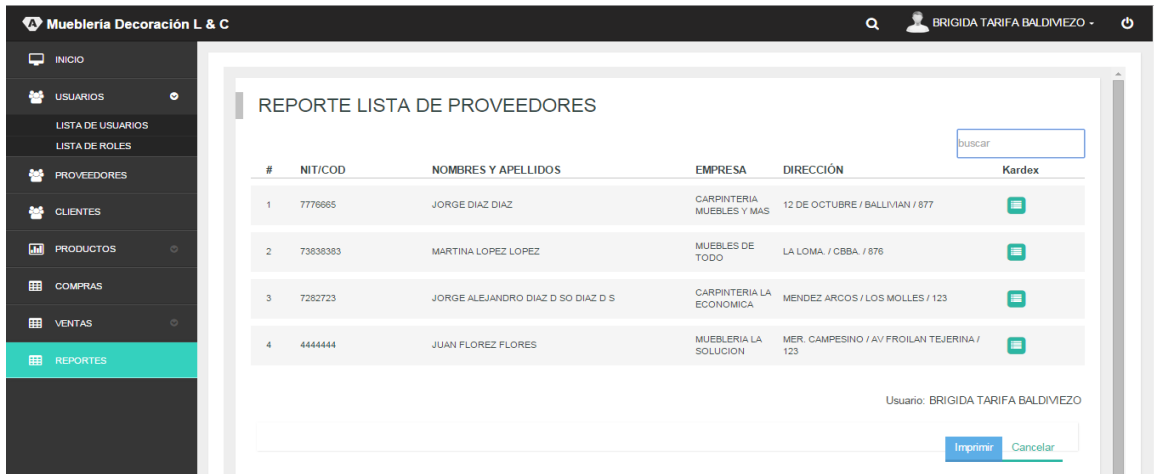 Mueblería Decoración L & C
BRIGIDA TARIFA BALDIVIEZO
INICIO
USUARIOS
LISTA DE USUARIOS
LISTA DE ROLES
PROVEEDORES
CLIENTES
PRODUCTOS
COMPRAS
VENTAS
REPORTES
REPORTE LISTA DE PROVEEDORES
buscar
# NIT/COD NOMBRES Y APELLIDOS EMPRESA DIRECCIÓN Kardex
1 7776665 JORGE DIAZ DIAZ CARPINTERIA MUEBLES Y MAS 12 DE OCTUBRE / BALLIVIAN / 877
2 73838383 MARTINA LOPEZ LOPEZ MUEBLES DE TODO LA LOMA. / CBBA. / 876
3 7282723 JORGE ALEJANDRO DIAZ D SO DIAZ D S CARPINTERIA LA ECONOMICA MENDEZ ARCOS / LOS MOLLES / 123
4 4444444 JUAN FLOREZ FLORES MUEBLERIA LA SOLUCION MER. CAMPESINO / AV FROILAN TEJERINA / 123
Usuario: BRIGIDA TARIFA BALDIVIEZO
Imprimir Cancelar